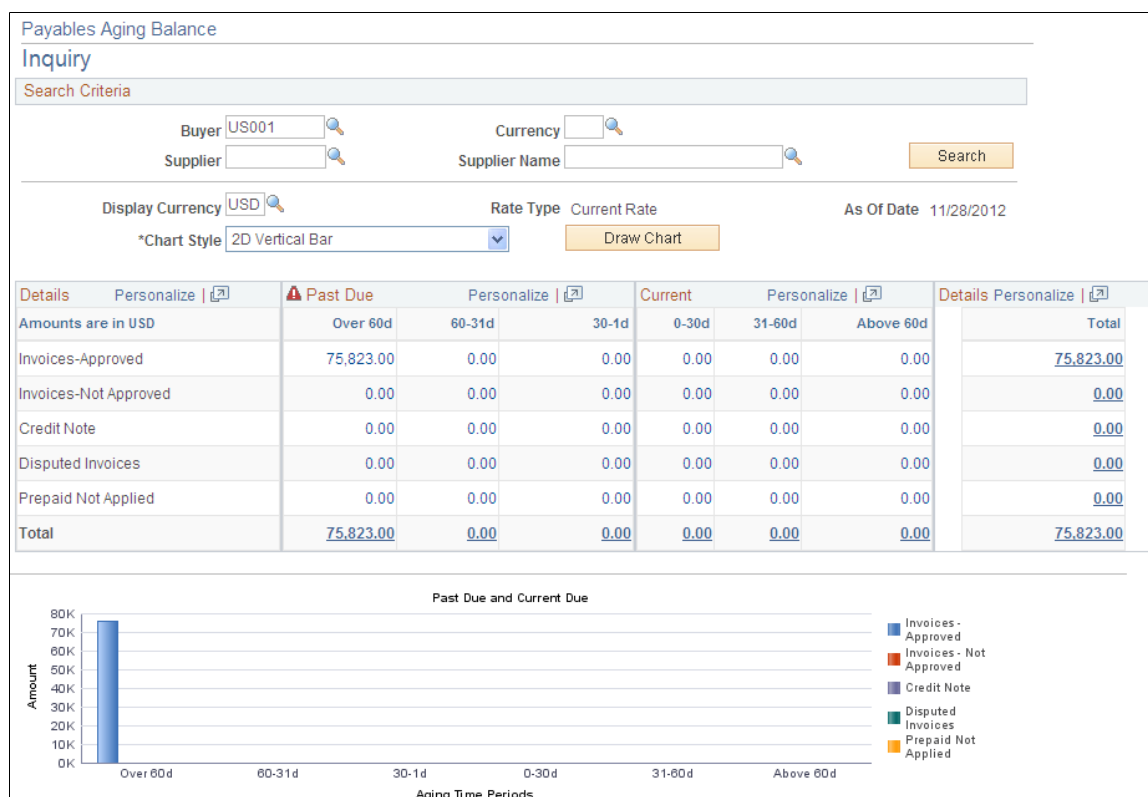 Payables Aging Balance
Inquiry
Search Criteria
Buyer US001 Currency
Supplier Supplier Name Search
Display Currency USD Rate Type Current Rate As Of Date 11/28/2012
*Chart Style 2D Vertical Bar Draw Chart
Details Personalize | Past Due Personalize | Current Personalize | Details Personalize |
Amounts are in USD Over 60d 60-31d 30-1d 0-30d 31-60d Above 60d Total
Invoices-Approved 75,823.00 0.00 0.00 0.00 0.00 0.00 75,823.00
Invoices-Not Approved 0.00 0.00 0.00 0.00 0.00 0.00 0.00
Credit Note 0.00 0.00 0.00 0.00 0.00 0.00 0.00
Disputed Invoices 0.00 0.00 0.00 0.00 0.00 0.00 0.00
Prepaid Not Applied 0.00 0.00 0.00 0.00 0.00 0.00 0.00
Total 75,823.00 0.00 0.00 0.00 0.00 0.00 75,823.00
Past Due and Current Due
Amount
80K
70K
60K
50K
40K
30K
20K
10K
0K
Over 60d 60-31d 30-1d 0-30d 31-60d Above 60d
Aging Time Periods
Invoices -
Approved
Invoices - Not
Approved
Credit Note
Disputed
Invoices
Prepaid Not
Applied